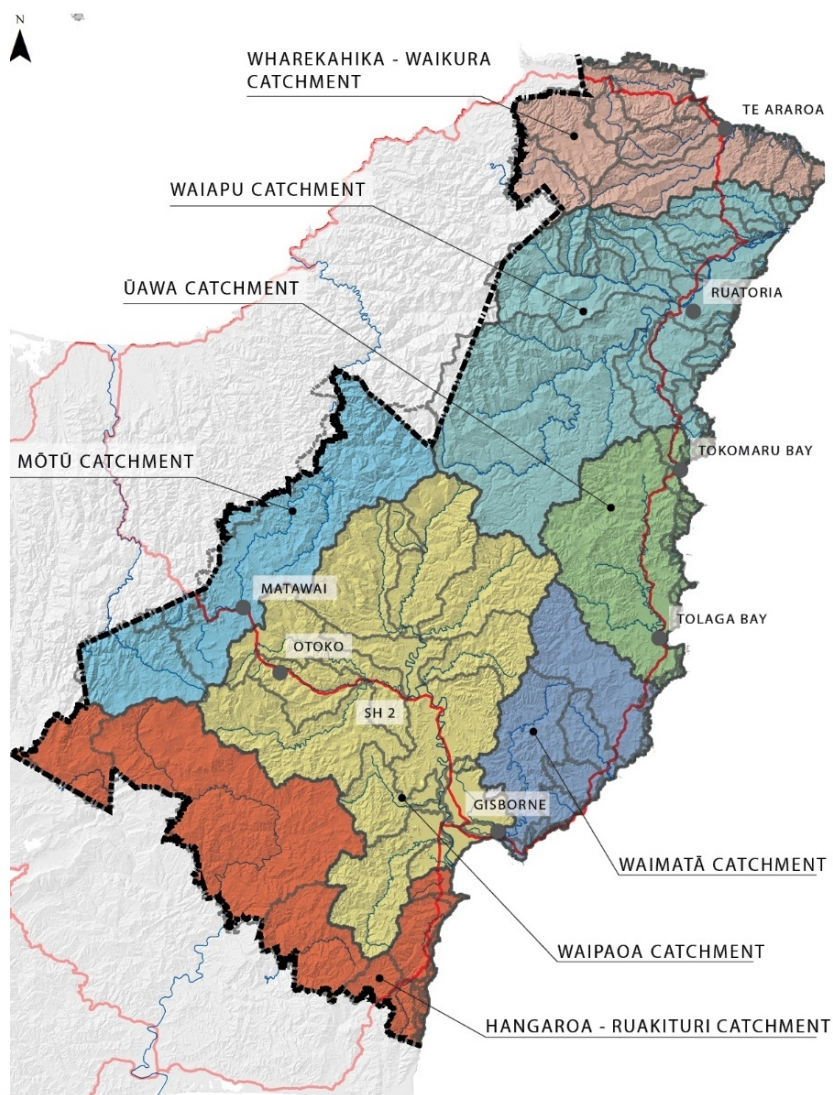 N
WHAREKAHIKA - WAIKURA
CATCHMENT
TE ARAROA
WAIAPU CATCHMENT
ŪAWA CATCHMENT
RUATORIA
MŌTŪ CATCHMENT
TOKOMARU BAY
MATAWAI
TOLAGA BAY
OTOKO
SH 2
GISBORNE
WAIMATĀ CATCHMENT
WAIPAOA CATCHMENT
HANGAROA - RUAKITURI CATCHMENT